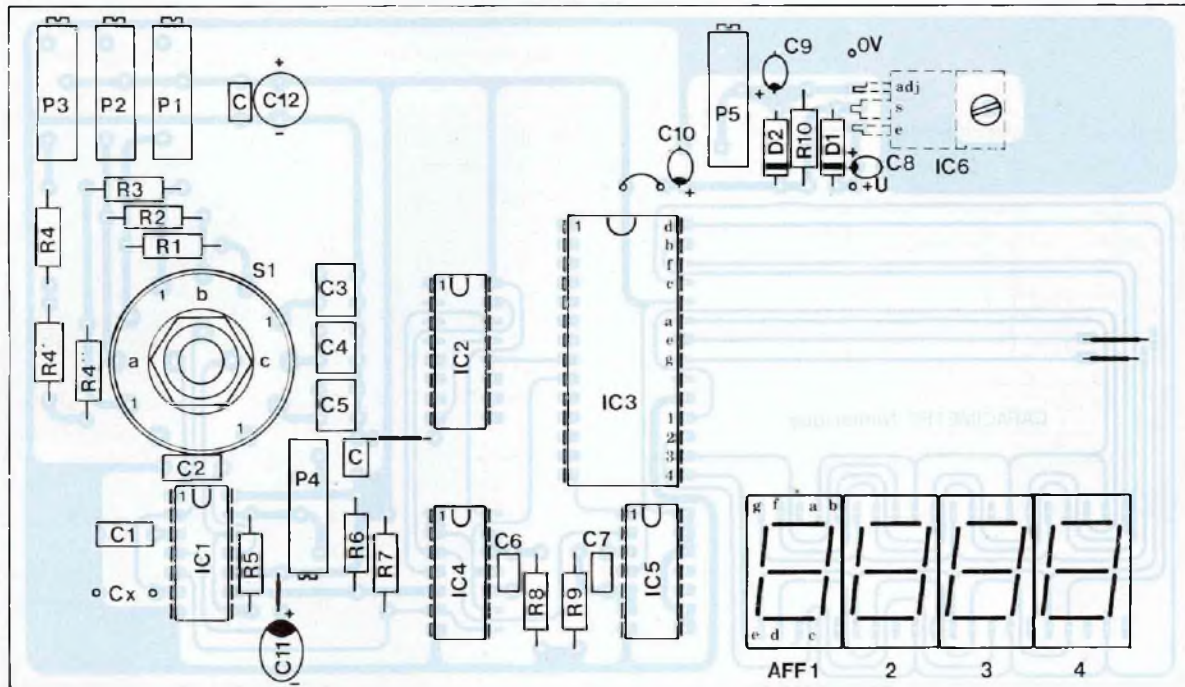 P3 P2 P1
C
+
C12
-
P5
C9
+
0V
adj
s
e
IC6
D2
R10
D1
+
C8
+U
C10
+
R3
R2
R1
R4
R4'
R4''
S1
1
b
1
a
c
1
1
C3
C4
C5
1
IC2
1
d
b
f
c
a
e
g
IC3
1
2
3
4
CAPACIMETRE Numérique
C2
P4
C
C1
1
IC1
R5
R6
R7
Cx
+
C11
-
1
IC4
C6
R8
R9
C7
1
IC5
g f a b
e d c
AFF1 2 3 4